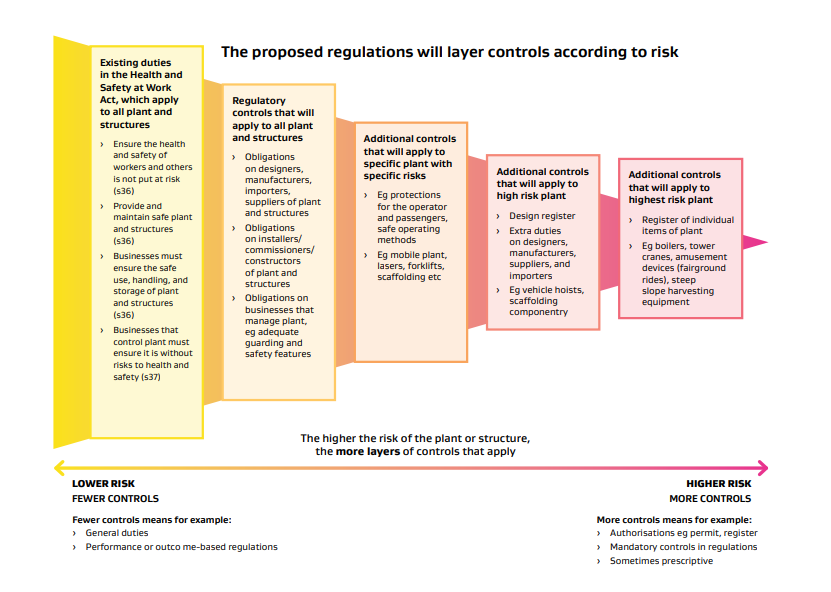 The proposed regulations will layer controls according to risk
Existing duties
in the Health and
Safety at Work
Act, which apply
to all plant and
structures
› Ensure the health
and safety of
workers and others
is not put at risk
(s36)
› Provide and
maintain safe plant
and structures
(s36)
› Businesses must
ensure the safe
use, handling, and
storage of plant
and structures
(s36)
› Businesses that
control plant must
ensure it is without
risks to health and
safety (s37)
Regulatory
controls that will
apply to all plant
and structures
› Obligations
on designers,
manufacturers,
importers,
suppliers of plant
and structures
› Obligations
on installers/
commissioners/
constructors
of plant and
structures
› Obligations on
businesses that
manage plant,
eg adequate
guarding and
safety features
Additional controls
that will apply to
specific plant with
specific risks
› Eg protections
for the operator
and passengers,
safe operating
methods
› Eg mobile plant,
lasers, forklifts,
scaffolding etc
Additional controls
that will apply to
high risk plant
› Design register
› Extra duties
on designers,
manufacturers,
suppliers, and
importers
› Eg vehicle hoists,
scaffolding
componentry
Additional controls
that will apply to
highest risk plant
› Register of individual
items of plant
› Eg boilers, tower
cranes, amusement
devices (fairground
rides), steep
slope harvesting
equipment
The higher the risk of the plant or structure,
the more layers of controls that apply
LOWER RISK
FEWER CONTROLS
Fewer controls means for example:
› General duties
› Performance or outco me-based regulations
HIGHER RISK
MORE CONTROLS
More controls means for example:
› Authorisations eg permit, register
› Mandatory controls in regulations
› Sometimes prescriptive